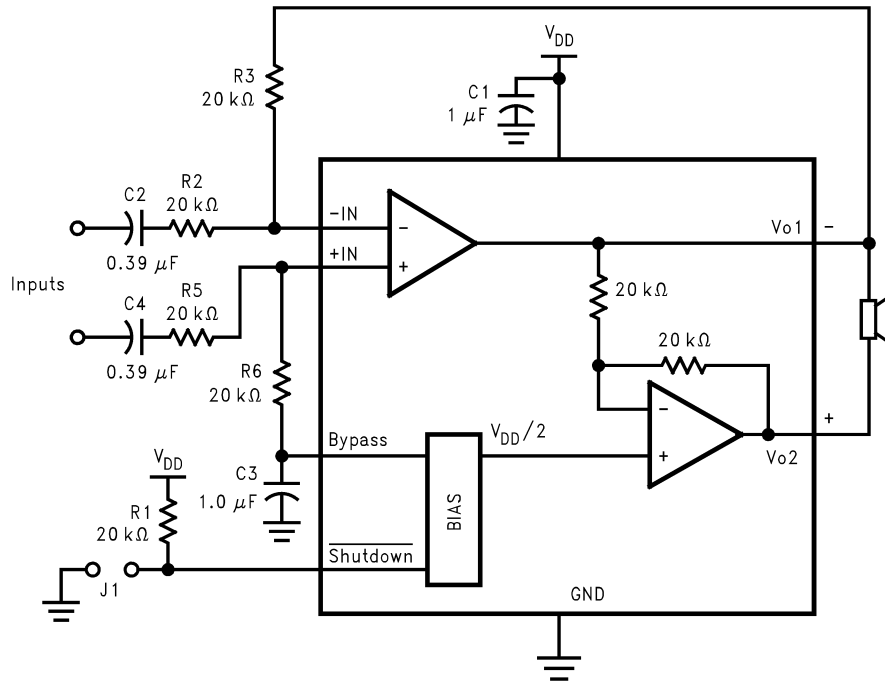 V_DD
R3
20 kΩ
C1
1 µF
C2
R2
20 kΩ
-IN
−
Vo1
−
0.39 µF
+IN
+
Inputs
C4
R5
20 kΩ
20 kΩ
0.39 µF
R6
20 kΩ
20 kΩ
−
Bypass
V_DD/2
+
+
Vo2
V_DD
C3
1.0 µF
BIAS
R1
20 kΩ
Shutdown
J1
GND